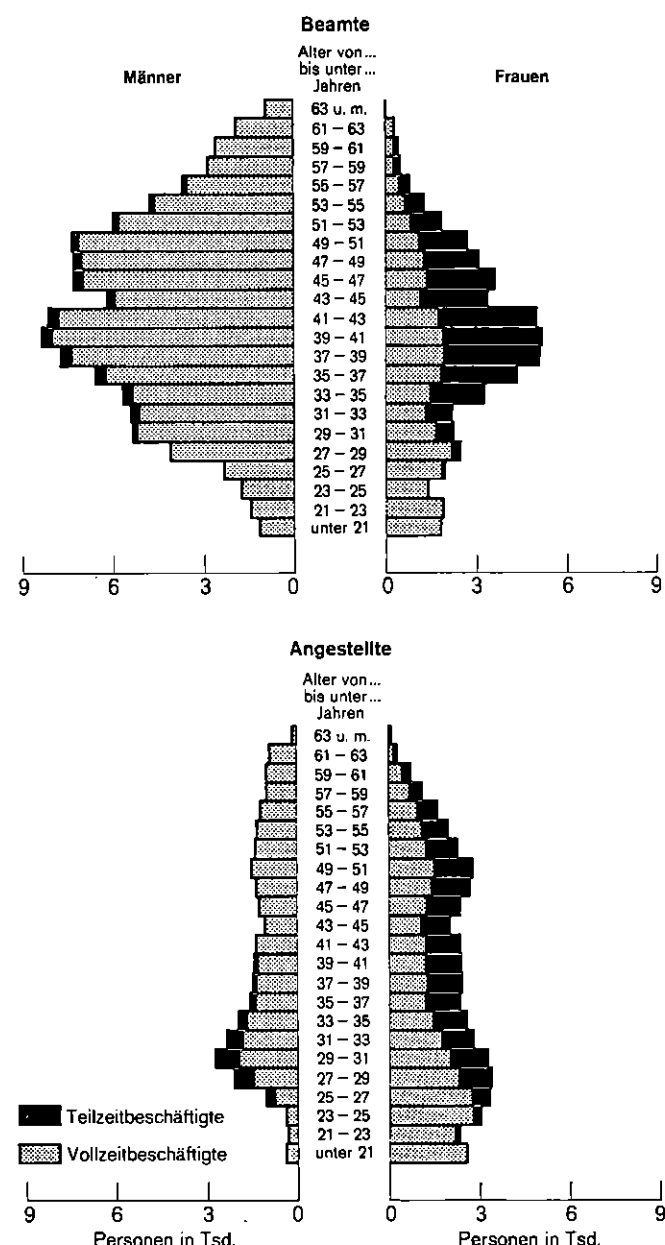 Beamte
Alter von...
bis unter...
Jahren
Männer
Frauen
63 u. m.
61 – 63
59 – 61
57 – 59
55 – 57
53 – 55
51 – 53
49 – 51
47 – 49
45 – 47
43 – 45
41 – 43
39 – 41
37 – 39
35 – 37
33 – 35
31 – 33
29 – 31
27 – 29
25 – 27
23 – 25
21 – 23
unter 21
9 6 3 0 0 3 6 9
Angestellte
Alter von...
bis unter...
Jahren
63 u. m.
61 – 63
59 – 61
57 – 59
55 – 57
53 – 55
51 – 53
49 – 51
47 – 49
45 – 47
43 – 45
41 – 43
39 – 41
37 – 39
35 – 37
33 – 35
31 – 33
29 – 31
27 – 29
25 – 27
23 – 25
21 – 23
unter 21
Teilzeitbeschäftigte
Vollzeitbeschäftigte
9 6 3 0 0 3 6 9
Personen in Tsd. Personen in Tsd.